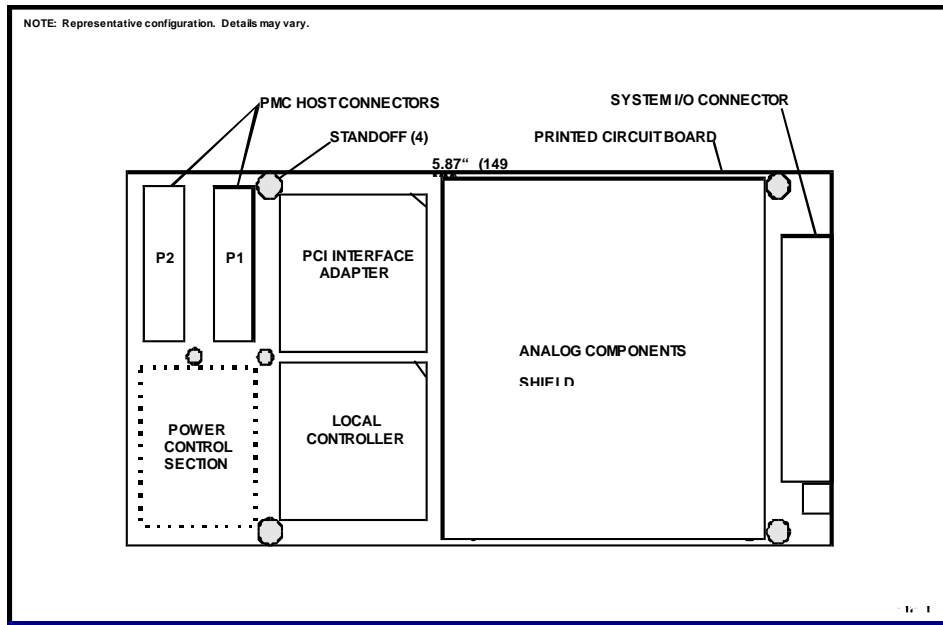 NOTE: Representative configuration. Details may vary.
PMC HOST CONNECTORS
SYSTEM I/O CONNECTOR
STANDOFF (4)
PRINTED CIRCUIT BOARD
5.87“ (149
P2
P1
PCI INTERFACE
ADAPTER
ANALOG COMPONENTS
SHIELD
POWER
CONTROL
SECTION
LOCAL
CONTROLLER